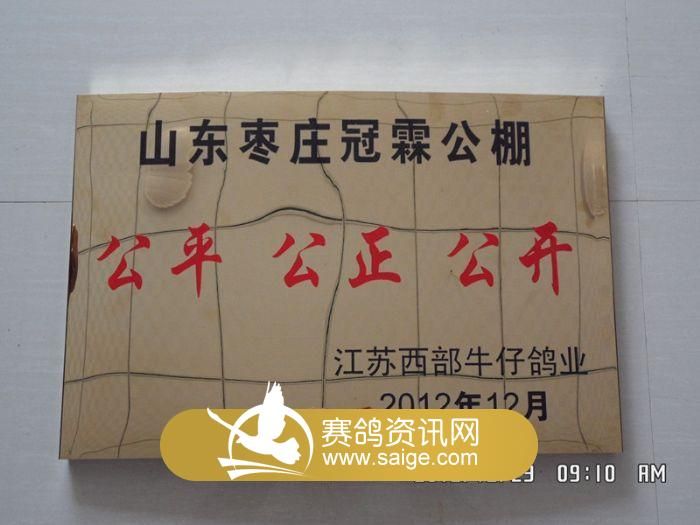 山东枣庄冠霖公棚
公平 公正 公开
江苏西部牛仔鸽业
2012年12月
赛鸽资讯网
www.saige.com
09:10 AM